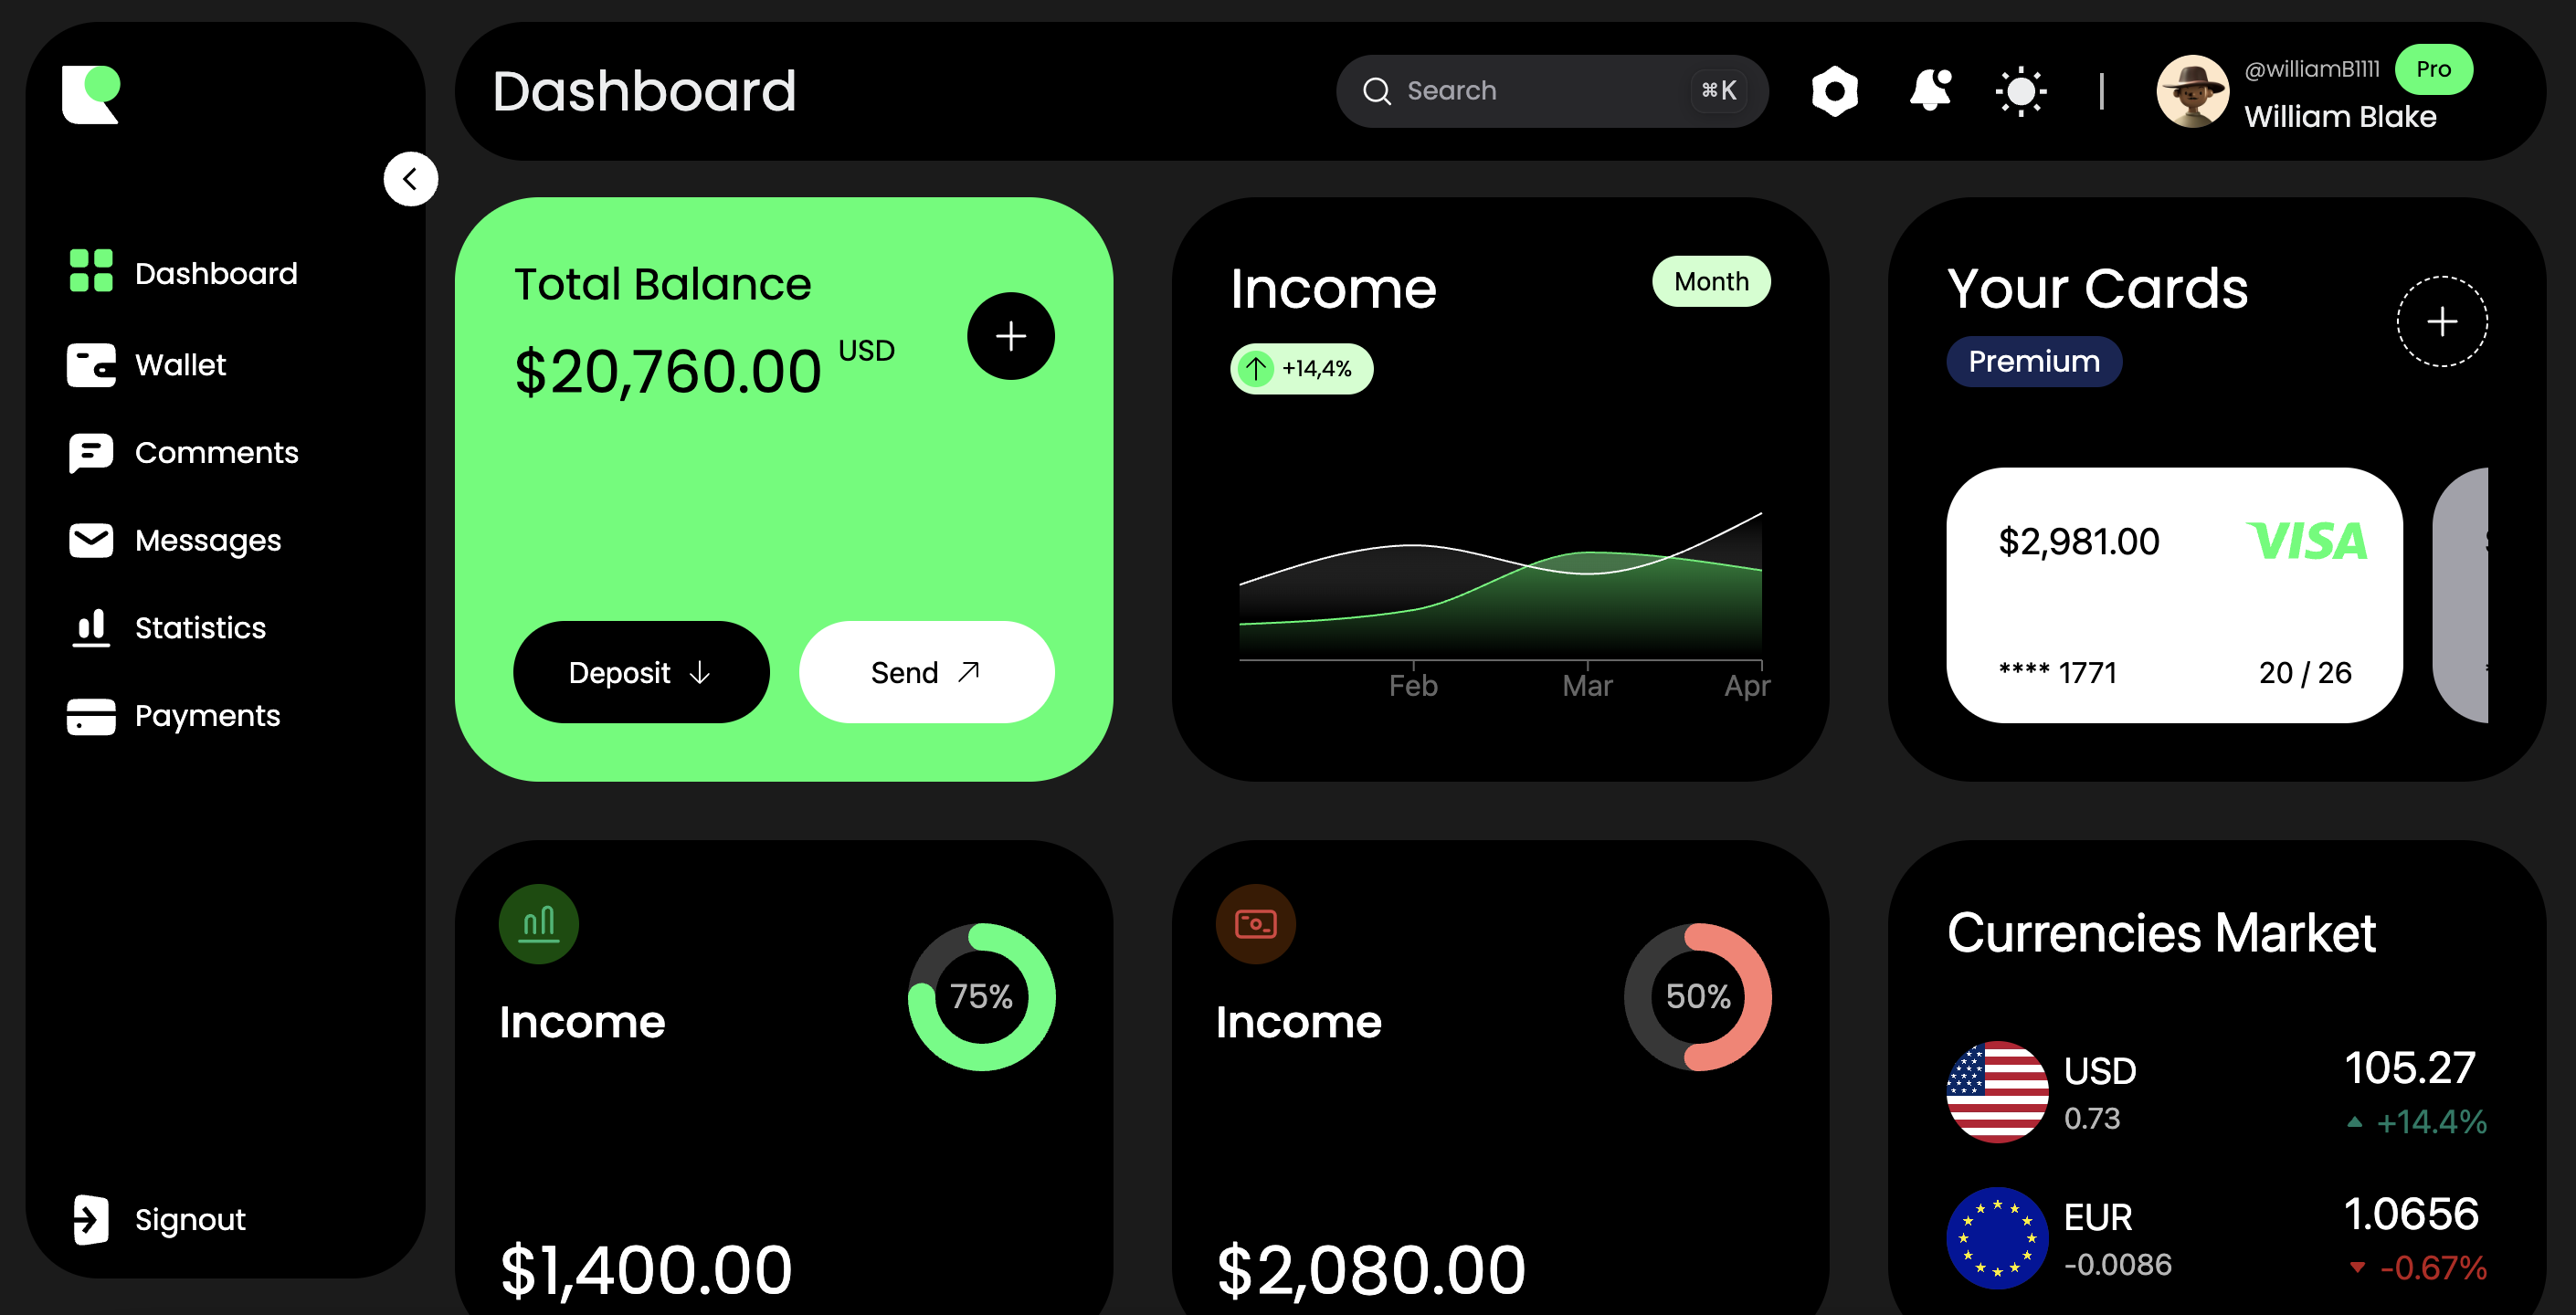 Dashboard
Search
⌘K
@williamB1111
Pro
William Blake
Dashboard
Wallet
Comments
Messages
Statistics
Payments
Signout
Total Balance
$20,760.00 USD
Deposit
Send
Income
Month
+14,4%
Feb Mar Apr
Your Cards
Premium
$2,981.00 VISA
**** 1771 20 / 26
75%
Income
$1,400.00
50%
Income
$2,080.00
Currencies Market
USD 105.27
0.73 +14.4%
EUR 1.0656
-0.0086 -0.67%